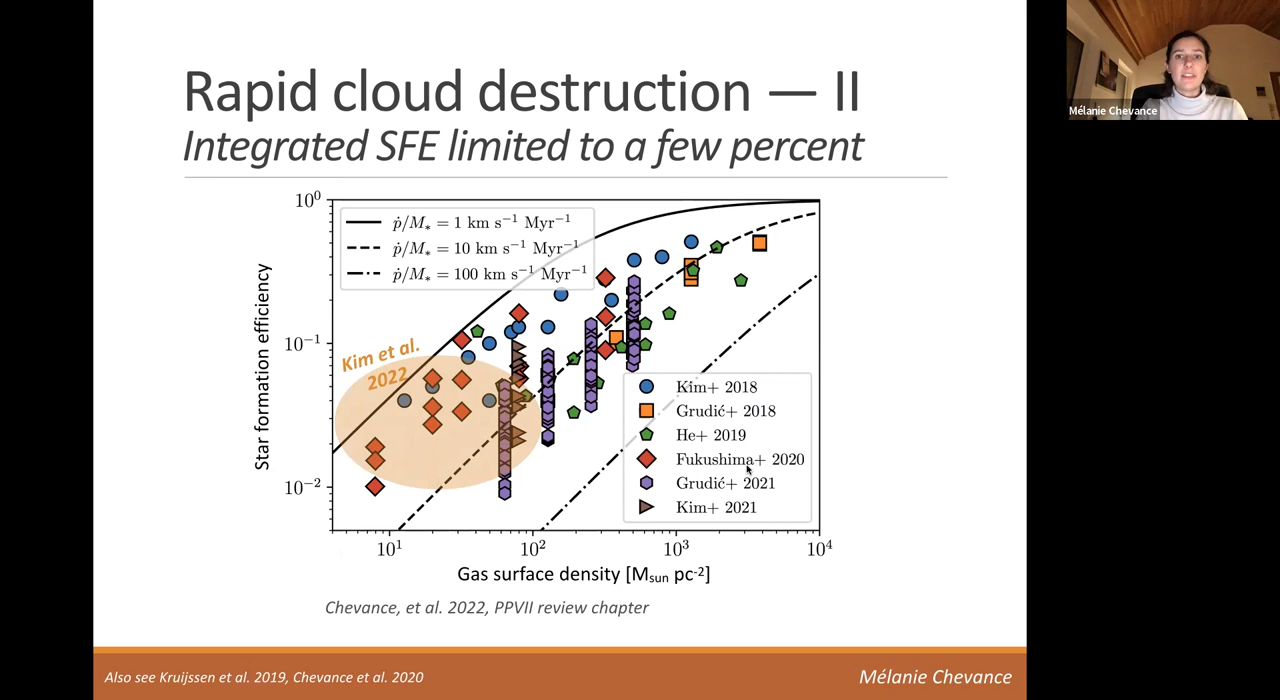 Mélanie Chevance
Rapid cloud destruction — II
Integrated SFE limited to a few percent
10⁰
ṗ/M⁎ = 1 km s⁻¹ Myr⁻¹
ṗ/M⁎ = 10 km s⁻¹ Myr⁻¹
ṗ/M⁎ = 100 km s⁻¹ Myr⁻¹
Star formation efficiency
10⁻¹
Kim et al.
2022
Kim+ 2018
Grudić+ 2018
He+ 2019
Fukushima+ 2020
Grudić+ 2021
Kim+ 2021
10⁻²
10¹ 10² 10³ 10⁴
Gas surface density [Msun pc⁻²]
Chevance, et al. 2022, PPVII review chapter
Also see Kruijssen et al. 2019, Chevance et al. 2020
Mélanie Chevance